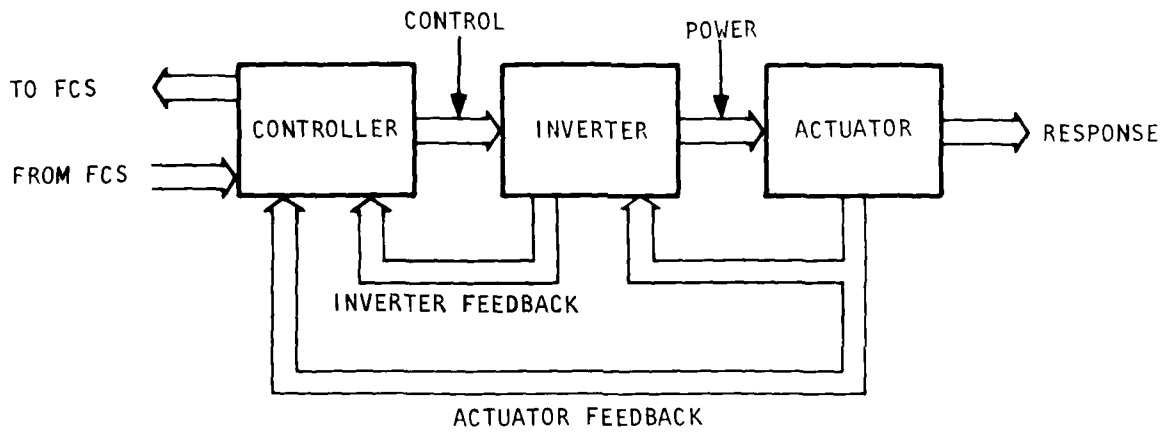 CONTROL
POWER
TO FCS
CONTROLLER
INVERTER
ACTUATOR
RESPONSE
FROM FCS
INVERTER FEEDBACK
ACTUATOR FEEDBACK